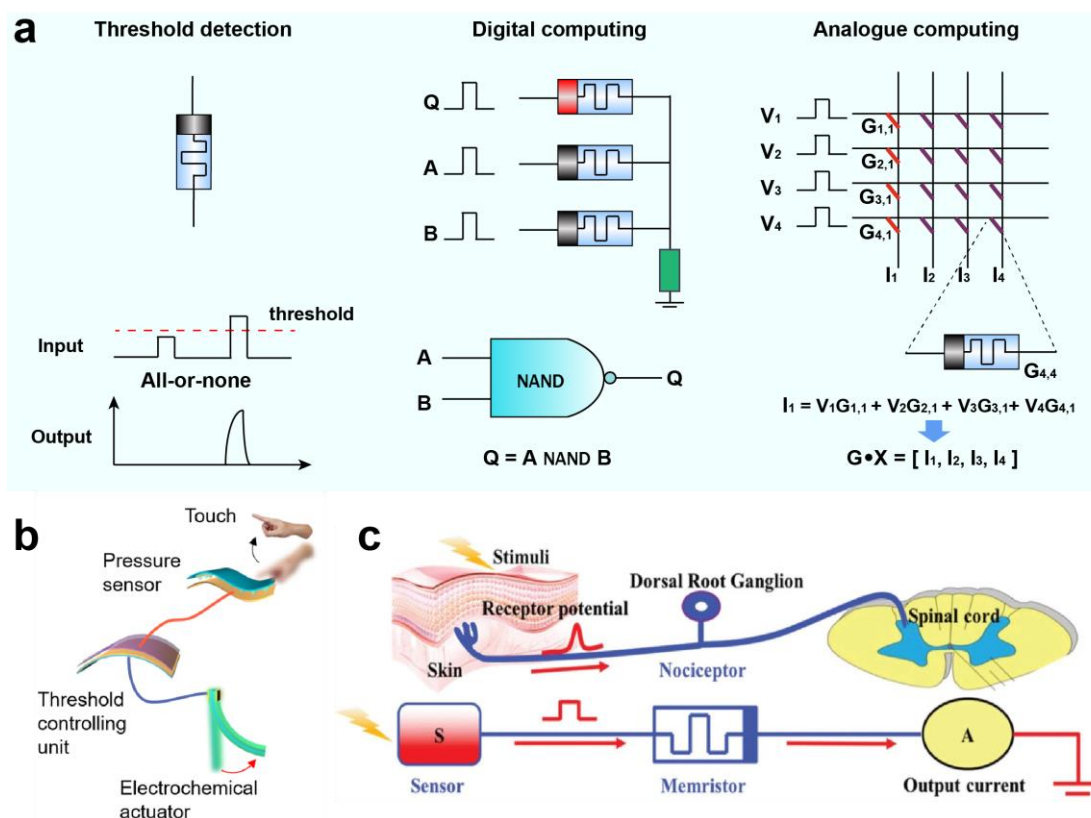 a
Threshold detection
Input
threshold
All-or-none
Output
Digital computing
Q
A
B
A
B
NAND
Q
Q = A NAND B
Analogue computing
V₁
V₂
V₃
V₄
G₁,₁
G₂,₁
G₃,₁
G₄,₁
I₁ I₂ I₃ I₄
G₄,₄
I₁ = V₁G₁,₁ + V₂G₂,₁ + V₃G₃,₁+ V₄G₄,₁
G•X = [ I₁, I₂, I₃, I₄ ]
b
Touch
Pressure
sensor
Threshold
controlling
unit
Electrochemical
actuator
c
Stimuli
Receptor potential
Skin
Dorsal Root Ganglion
Nociceptor
Spinal cord
S
Sensor
Memristor
A
Output current